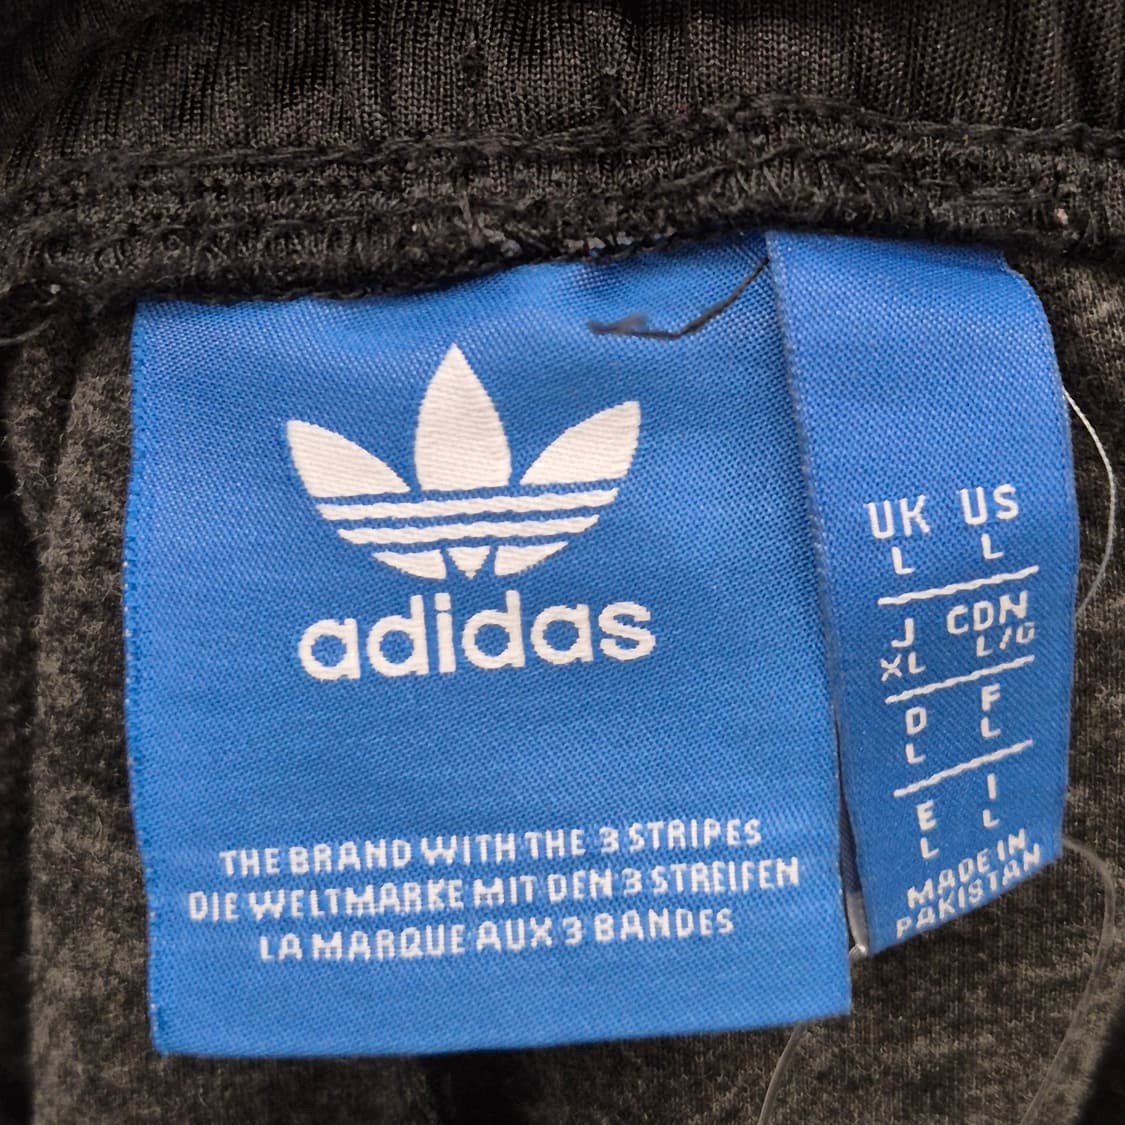 adidas
THE BRAND WITH THE 3 STRIPES
DIE WELTMARKE MIT DEN 3 STREIFEN
LA MARQUE AUX 3 BANDES
UK US
L L
J CDN
XL L/G
D F
L L
E I
L L
MADE IN
PAKISTAN